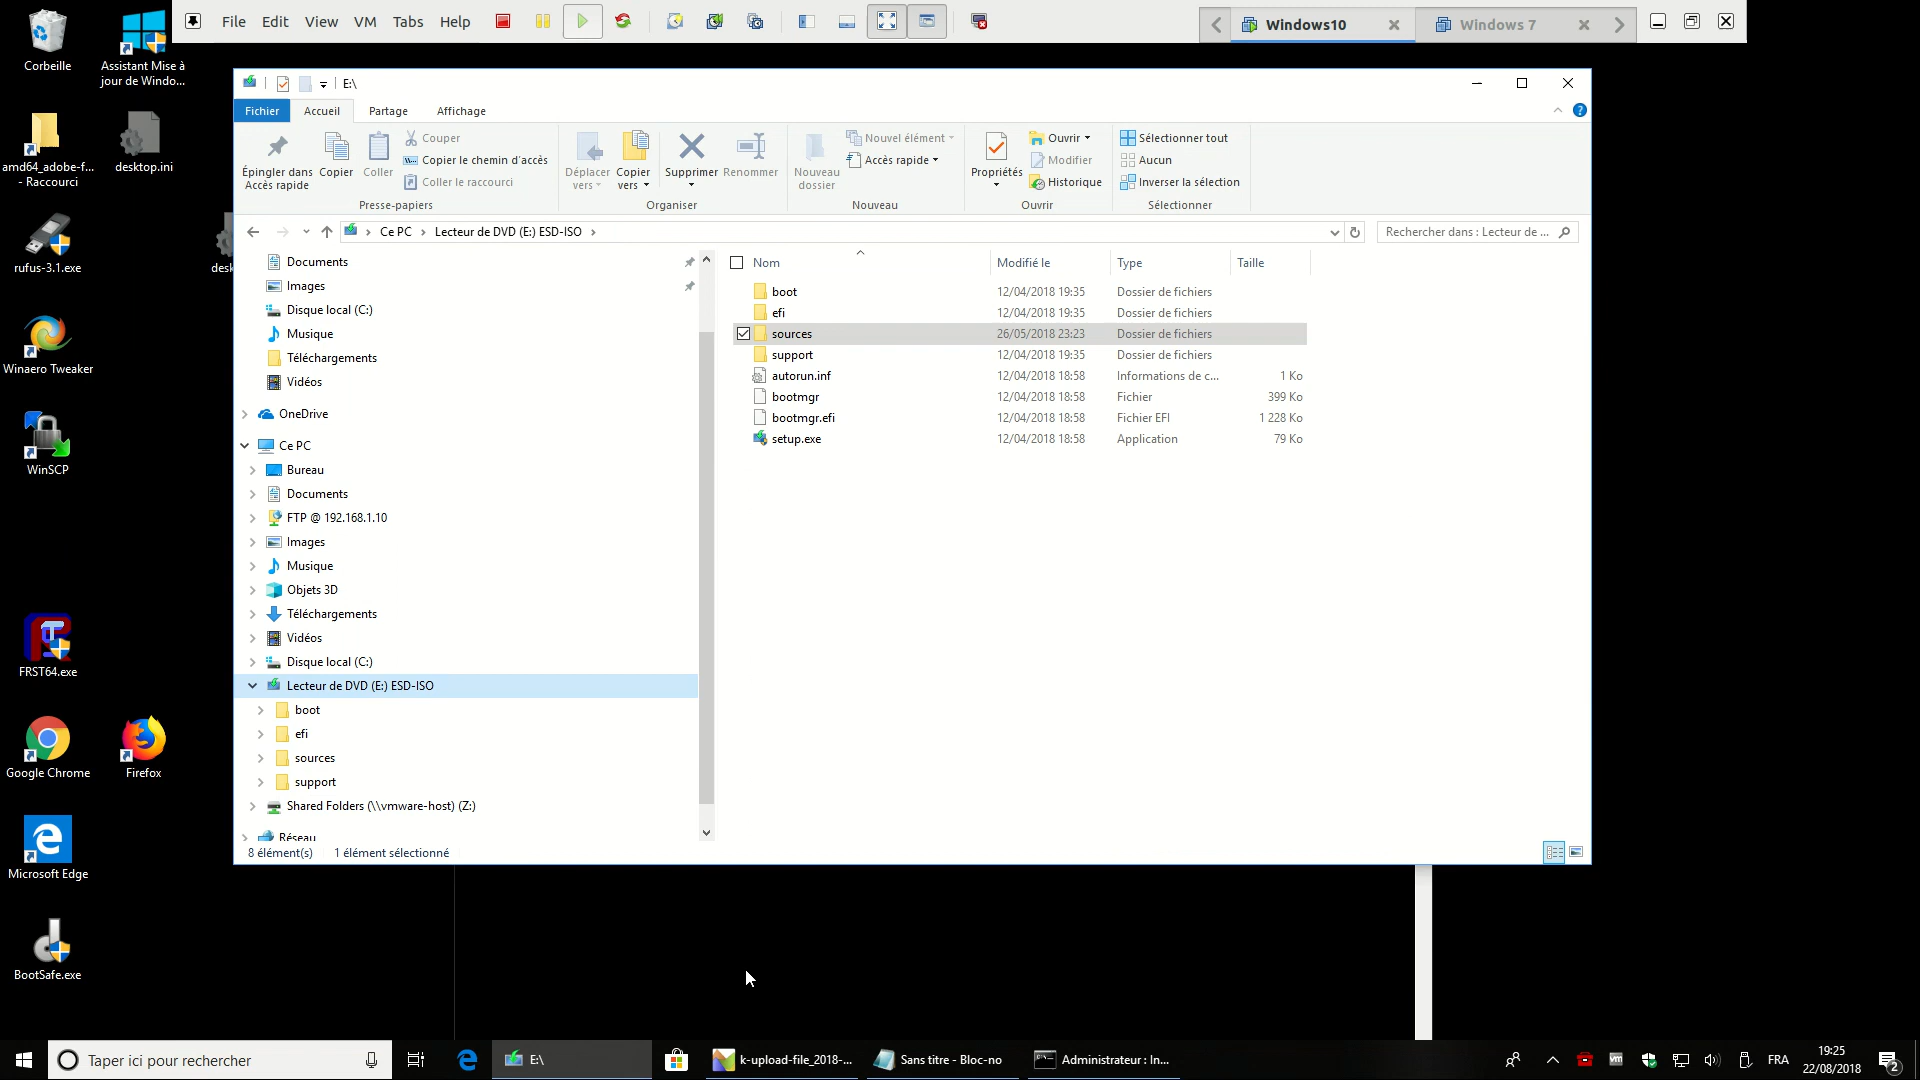 File Edit View VM Tabs Help
Windows10
Windows 7
Corbeille
Assistant Mise à
jour de Windo...
amd64_adobe-f...
- Raccourci
desktop.ini
rufus-3.1.exe
desk
Winaero Tweaker
WinSCP
FRST64.exe
Google Chrome
Firefox
Microsoft Edge
BootSafe.exe
E:\
Fichier Accueil Partage Affichage
Épingler dans
Accès rapide
Copier
Coller
Couper
Copier le chemin d'accès
Coller le raccourci
Presse-papiers
Déplacer
vers
Copier
vers
Supprimer
Renommer
Organiser
Nouveau
dossier
Nouvel élément
Accès rapide
Nouveau
Propriétés
Ouvrir
Modifier
Historique
Ouvrir
Sélectionner tout
Aucun
Inverser la sélection
Sélectionner
Ce PC > Lecteur de DVD (E:) ESD-ISO >
Rechercher dans : Lecteur de ...
Documents
Images
Disque local (C:)
Musique
Téléchargements
Vidéos
OneDrive
Ce PC
Bureau
Documents
FTP @ 192.168.1.10
Images
Musique
Objets 3D
Téléchargements
Vidéos
Disque local (C:)
Lecteur de DVD (E:) ESD-ISO
boot
efi
sources
support
Shared Folders (\\vmware-host) (Z:)
Réseau
Nom Modifié le Type Taille
boot 12/04/2018 19:35 Dossier de fichiers
efi 12/04/2018 19:35 Dossier de fichiers
sources 26/05/2018 23:23 Dossier de fichiers
support 12/04/2018 19:35 Dossier de fichiers
autorun.inf 12/04/2018 18:58 Informations de c... 1 Ko
bootmgr 12/04/2018 18:58 Fichier 399 Ko
bootmgr.efi 12/04/2018 18:58 Fichier EFI 1 228 Ko
setup.exe 12/04/2018 18:58 Application 79 Ko
8 élément(s) 1 élément sélectionné
Taper ici pour rechercher
E:\
k-upload-file_2018-...
Sans titre - Bloc-no
Administrateur : In...
vm
FRA
19:25
22/08/2018
2